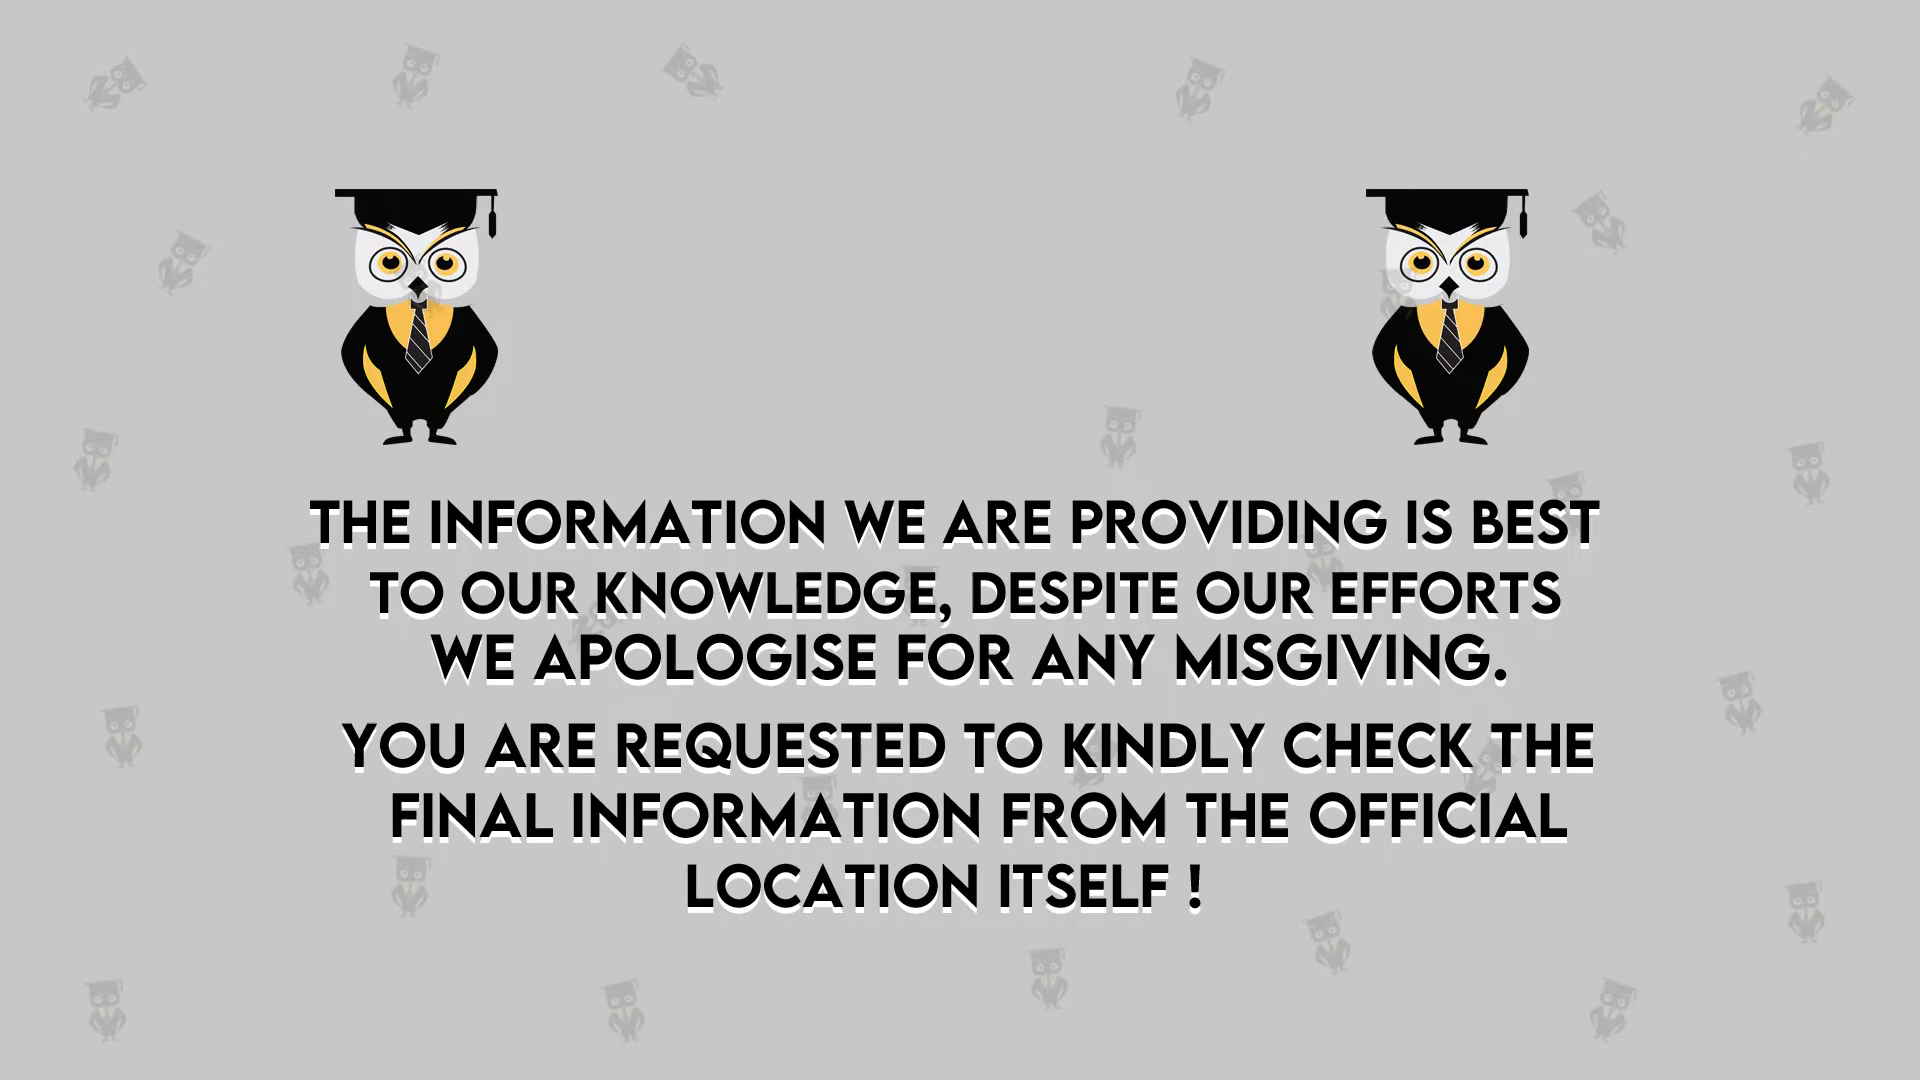 THE INFORMATION WE ARE PROVIDING IS BEST
TO OUR KNOWLEDGE, DESPITE OUR EFFORTS
WE APOLOGISE FOR ANY MISGIVING.
YOU ARE REQUESTED TO KINDLY CHECK THE
FINAL INFORMATION FROM THE OFFICIAL
LOCATION ITSELF !